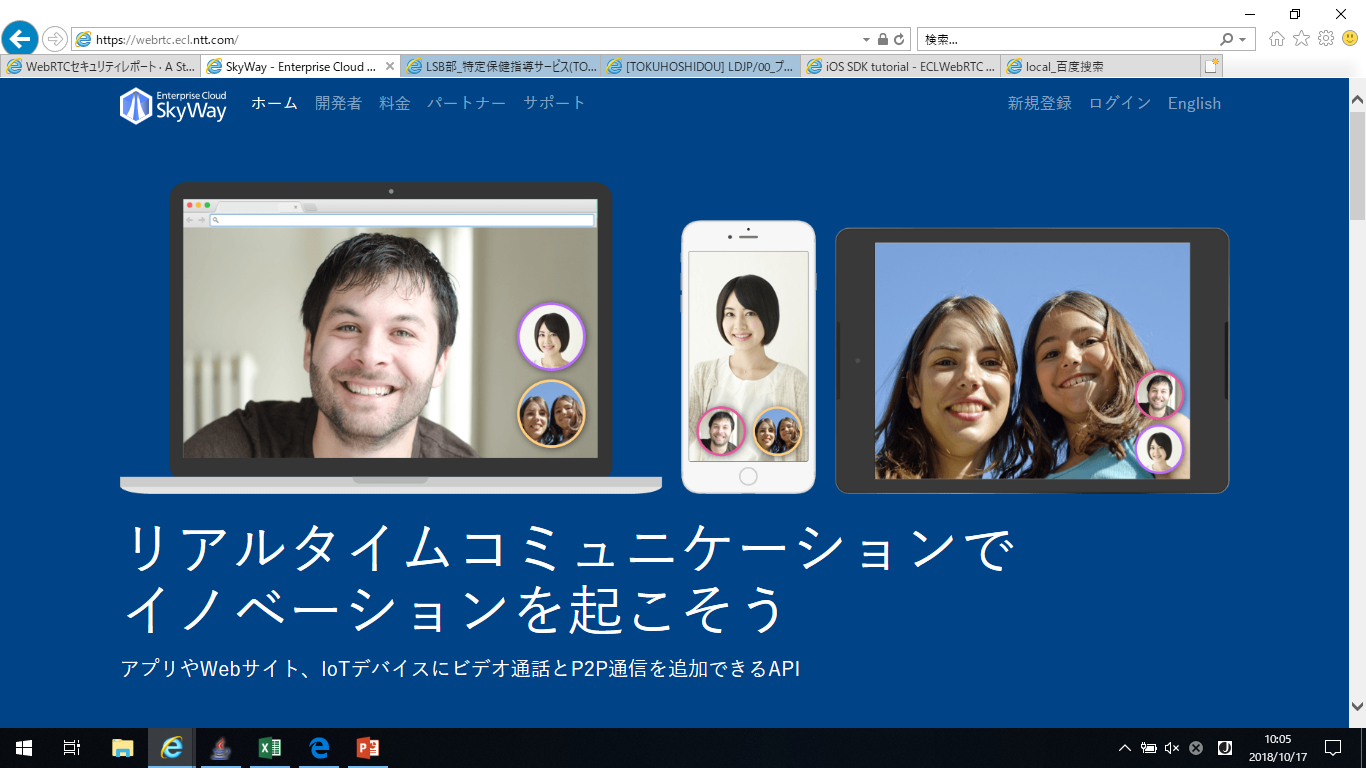 https://webrtc.ecl.ntt.com/
検索...
WebRTCセキュリティレポート · A St...
SkyWay - Enterprise Cloud ...
LSB部_特定保健指導サービス(TO...
[TOKUHOSHIDOU] LDJP/00_プ...
iOS SDK tutorial - ECLWebRTC ...
local_百度搜索
Enterprise Cloud
SkyWay
ホーム 開発者 料金 パートナー サポート
新規登録 ログイン English
リアルタイムコミュニケーションで
イノベーションを起こそう
アプリやWebサイト、IoTデバイスにビデオ通話とP2P通信を追加できるAPI
10:05
2018/10/17